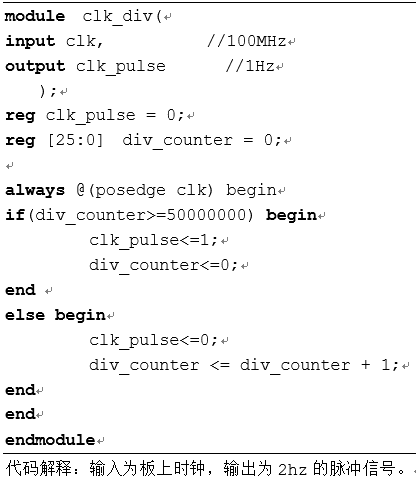 module clk_div(
input clk, //100MHz
output clk_pulse //1Hz
);
reg clk_pulse = 0;
reg [25:0] div_counter = 0;
always @(posedge clk) begin
if(div_counter>=50000000) begin
clk_pulse<=1;
div_counter<=0;
end
else begin
clk_pulse<=0;
div_counter <= div_counter + 1;
end
end
endmodule
代码解释：输入为板上时钟，输出为2hz的脉冲信号。